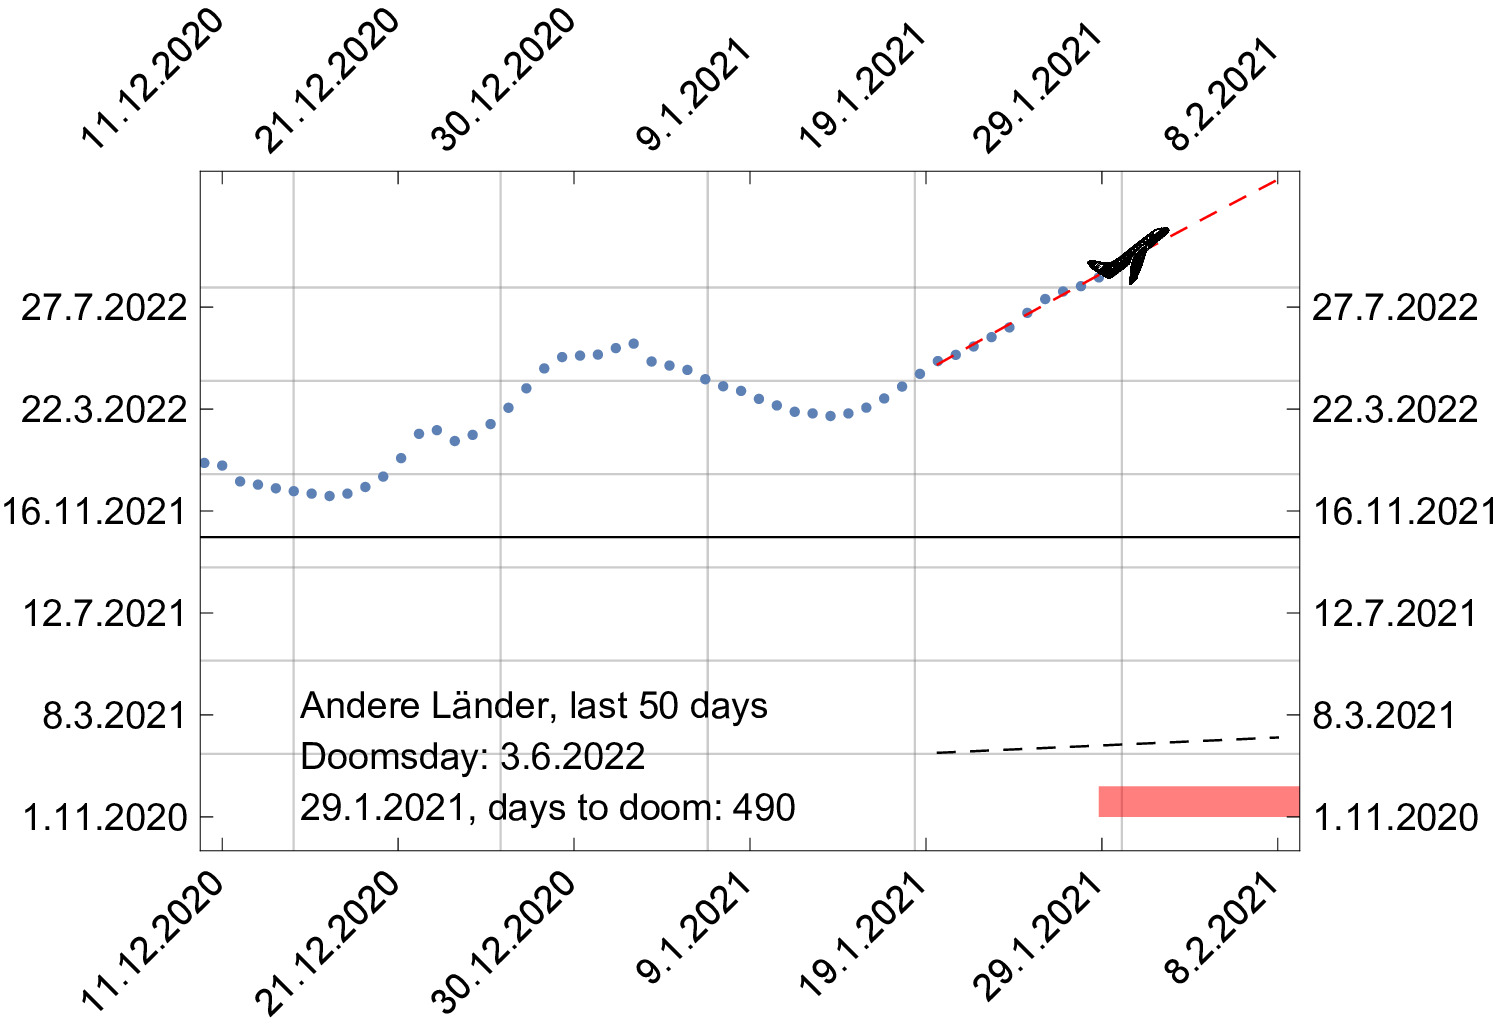 11.12.2020 21.12.2020 30.12.2020 9.1.2021 19.1.2021 29.1.2021 8.2.2021
27.7.2022 27.7.2022
22.3.2022 22.3.2022
16.11.2021 16.11.2021
12.7.2021 12.7.2021
Andere Länder, last 50 days
8.3.2021 8.3.2021
Doomsday: 3.6.2022
29.1.2021, days to doom: 490
1.11.2020 1.11.2020
11.12.2020 21.12.2020 30.12.2020 9.1.2021 19.1.2021 29.1.2021 8.2.2021